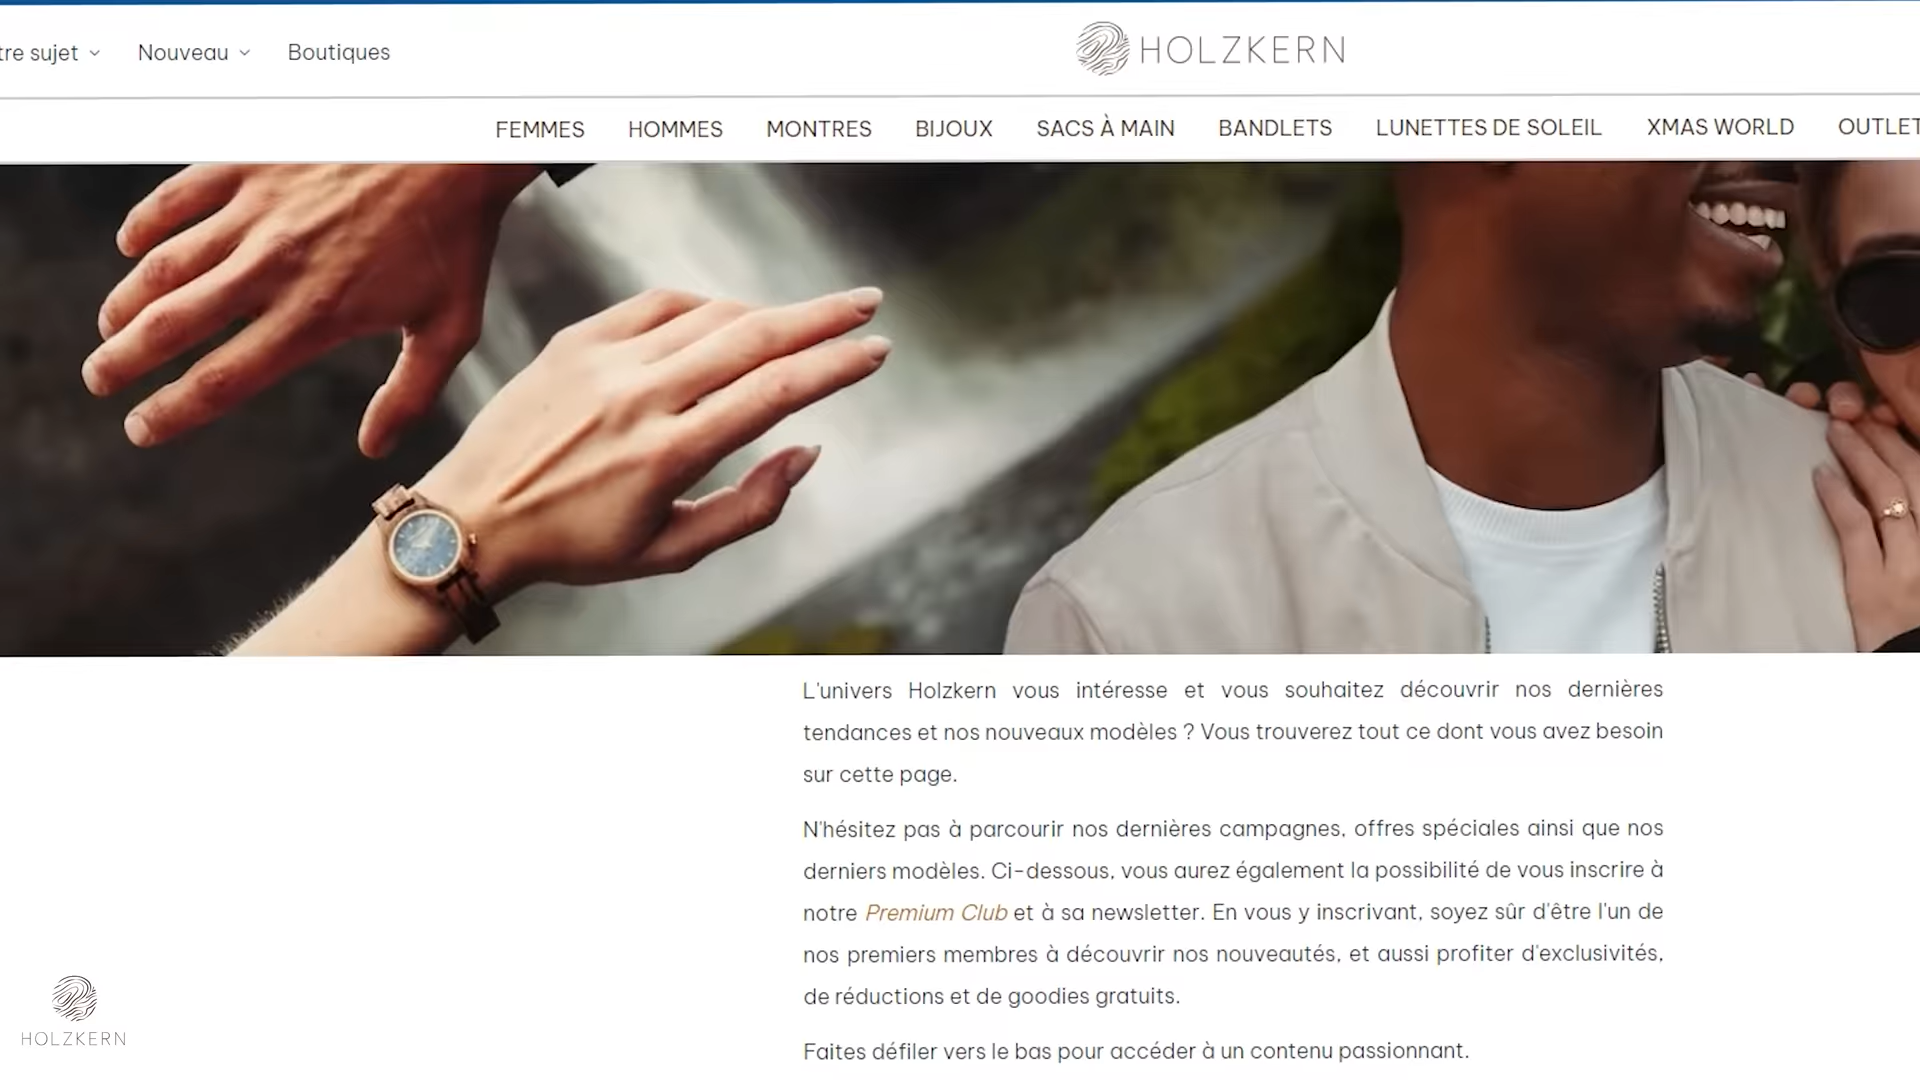 tre sujet Nouveau Boutiques
HOLZKERN
FEMMES HOMMES MONTRES BIJOUX SACS À MAIN BANDLETS LUNETTES DE SOLEIL XMAS WORLD OUTLET
L'univers Holzkern vous intéresse et vous souhaitez découvrir nos dernières
tendances et nos nouveaux modèles ? Vous trouverez tout ce dont vous avez besoin
sur cette page.
N'hésitez pas à parcourir nos dernières campagnes, offres spéciales ainsi que nos
derniers modèles. Ci-dessous, vous aurez également la possibilité de vous inscrire à
notre Premium Club et à sa newsletter. En vous y inscrivant, soyez sûr d'être l'un de
nos premiers membres à découvrir nos nouveautés, et aussi profiter d'exclusivités,
de réductions et de goodies gratuits.
Faites défiler vers le bas pour accéder à un contenu passionnant.
HOLZKERN